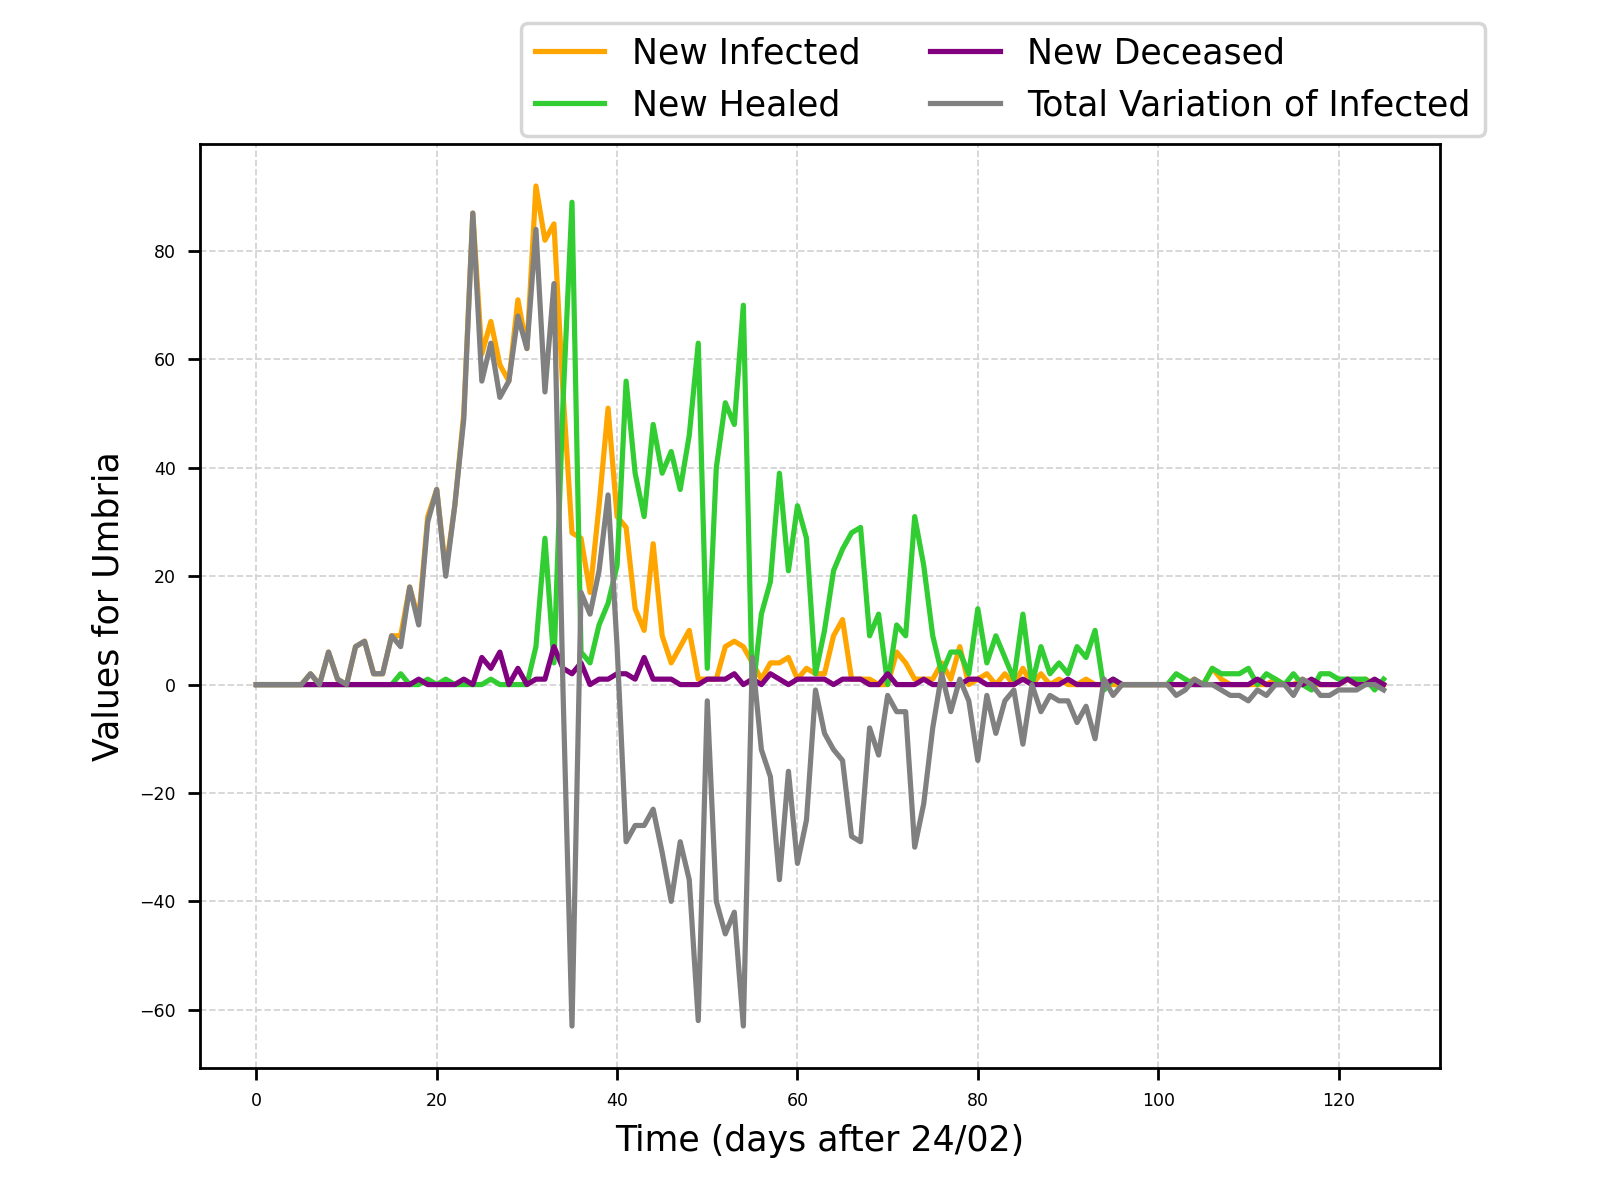 New Infected
New Healed
New Deceased
Total Variation of Infected
Values for Umbria
80
60
40
20
0
−20
−40
−60
0 20 40 60 80 100 120
Time (days after 24/02)